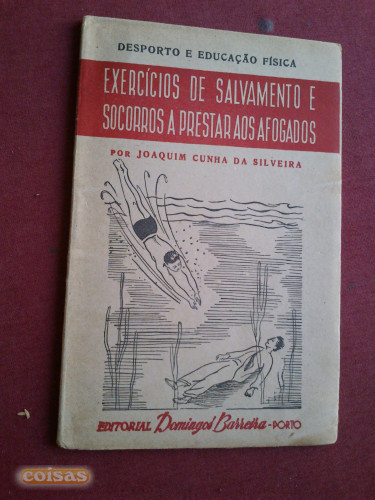 DESPORTO E EDUCAÇÃO FÍSICA
EXERCÍCIOS DE SALVAMENTO E
SOCORROS A PRESTAR AOS AFOGADOS
POR JOAQUIM CUNHA DA SILVEIRA
EDITORIAL Domingos Barreira - PORTO
coisas